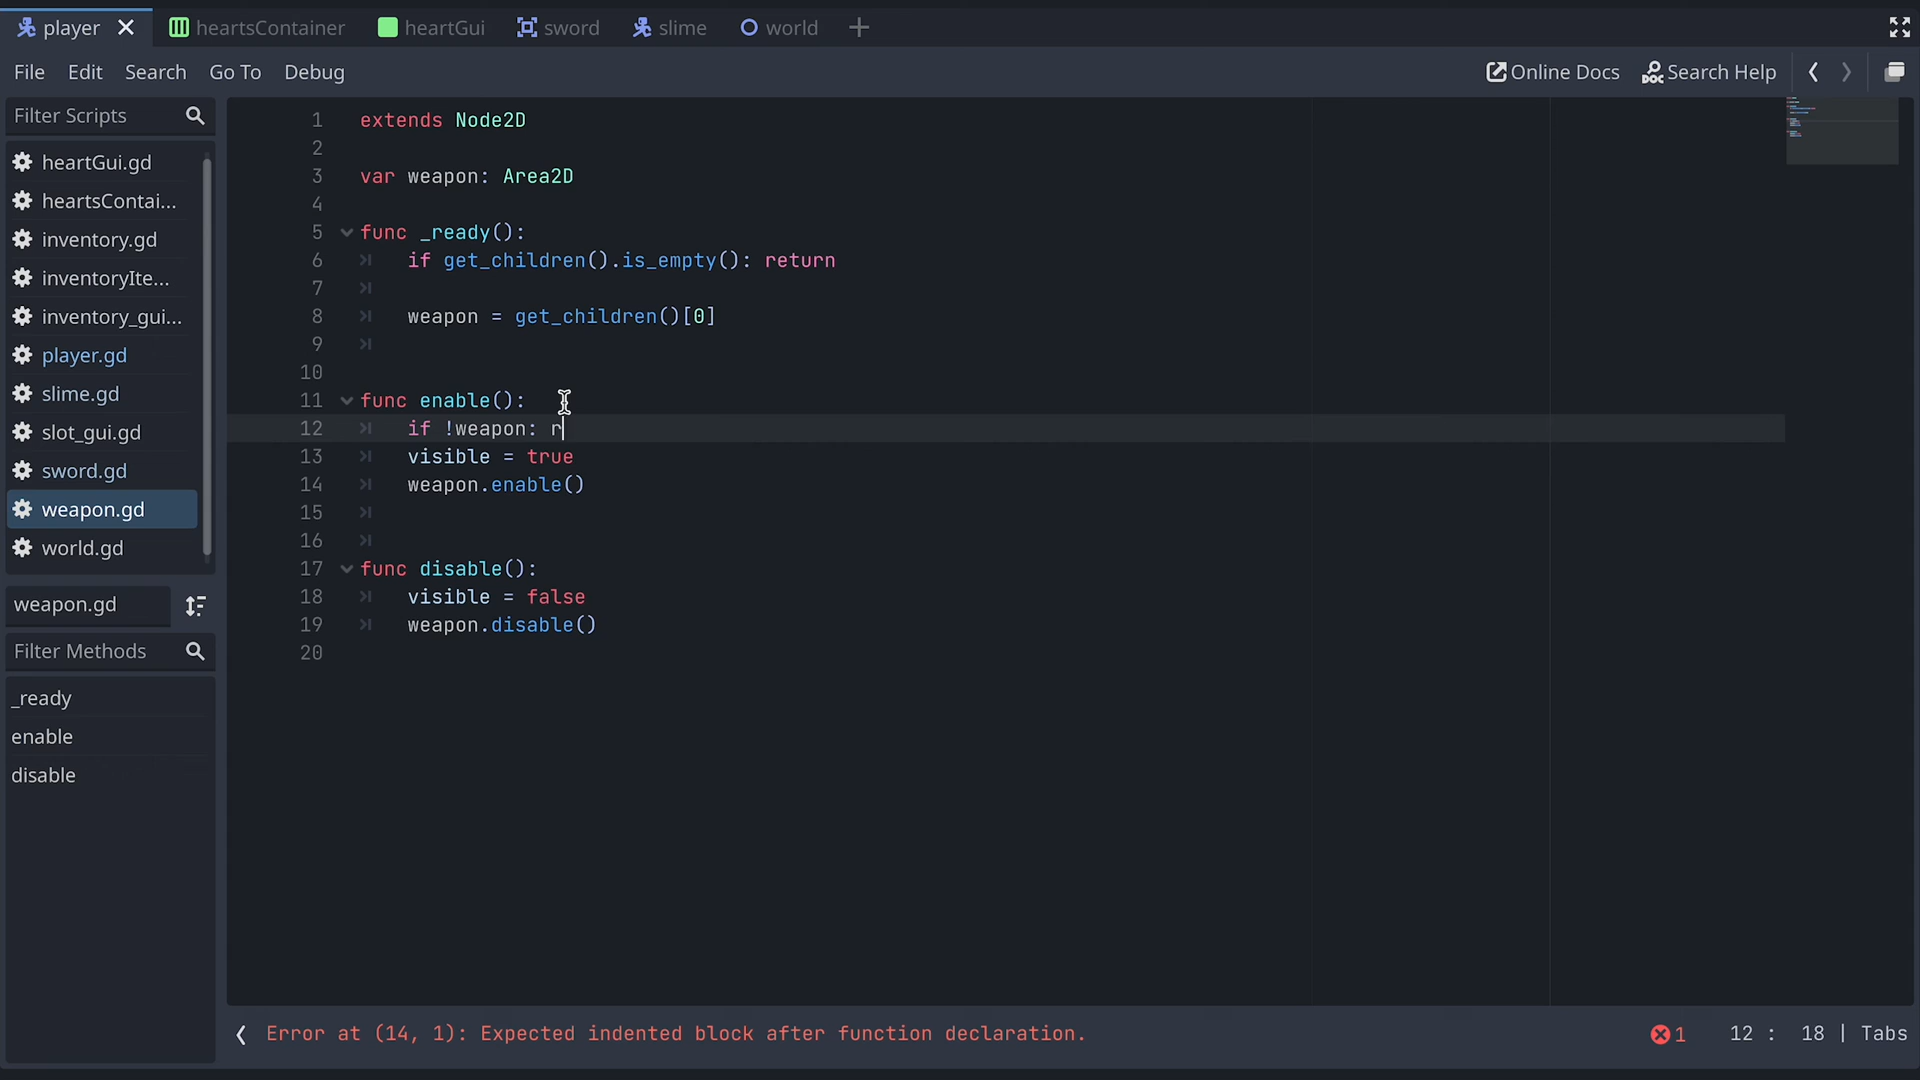 player heartsContainer heartGui sword slime world
File Edit Search Go To Debug Online Docs Search Help
Filter Scripts
heartGui.gd
heartsContai...
inventory.gd
inventoryIte...
inventory_gui...
player.gd
slime.gd
slot_gui.gd
sword.gd
weapon.gd
world.gd
weapon.gd
Filter Methods
_ready
enable
disable
1 extends Node2D
2
3 var weapon: Area2D
4
5 func _ready():
6 if get_children().is_empty(): return
7
8 weapon = get_children()[0]
9
10
11 func enable():
12 if !weapon: r
13 visible = true
14 weapon.enable()
15
16
17 func disable():
18 visible = false
19 weapon.disable()
20
Error at (14, 1): Expected indented block after function declaration. 1 12 : 18 | Tabs